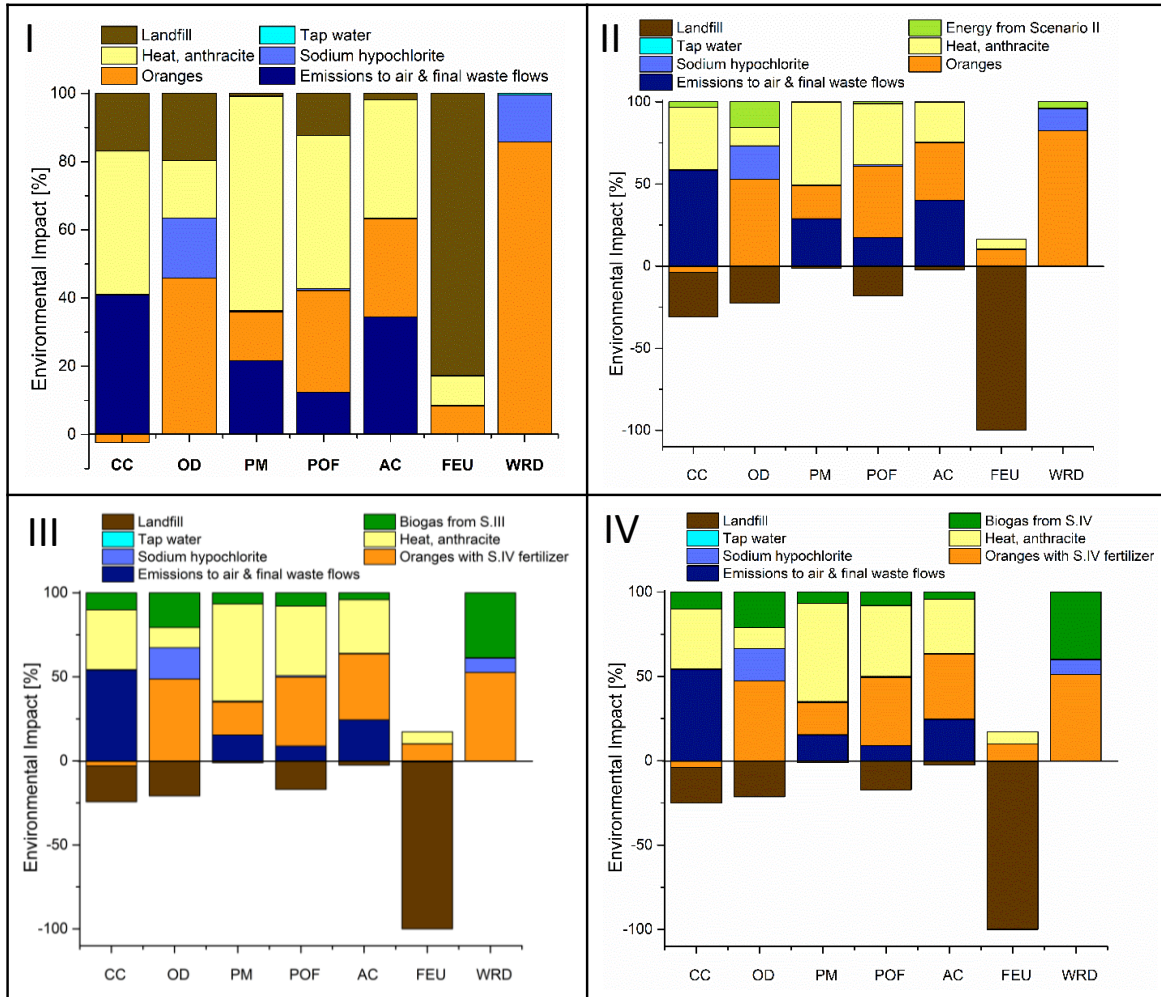 I
Landfill
Tap water
Heat, anthracite
Sodium hypochlorite
Oranges
Emissions to air & final waste flows
Environmental Impact [%]
100
80
60
40
20
0
CC OD PM POF AC FEU WRD
II
Landfill
Energy from Scenario II
Tap water
Heat, anthracite
Sodium hypochlorite
Oranges
Emissions to air & final waste flows
Environmental Impact [%]
100
50
0
-50
-100
CC OD PM POF AC FEU WRD
III
Landfill
Biogas from S.III
Tap water
Heat, anthracite
Sodium hypochlorite
Oranges with S.IV fertilizer
Emissions to air & final waste flows
Environmental Impact [%]
100
50
0
-50
-100
CC OD PM POF AC FEU WRD
IV
Landfill
Biogas from S.IV
Tap water
Heat, anthracite
Sodium hypochlorite
Oranges with S.IV fertilizer
Emissions to air & final waste flows
Environmental Impact [%]
100
50
0
-50
-100
CC OD PM POF AC FEU WRD